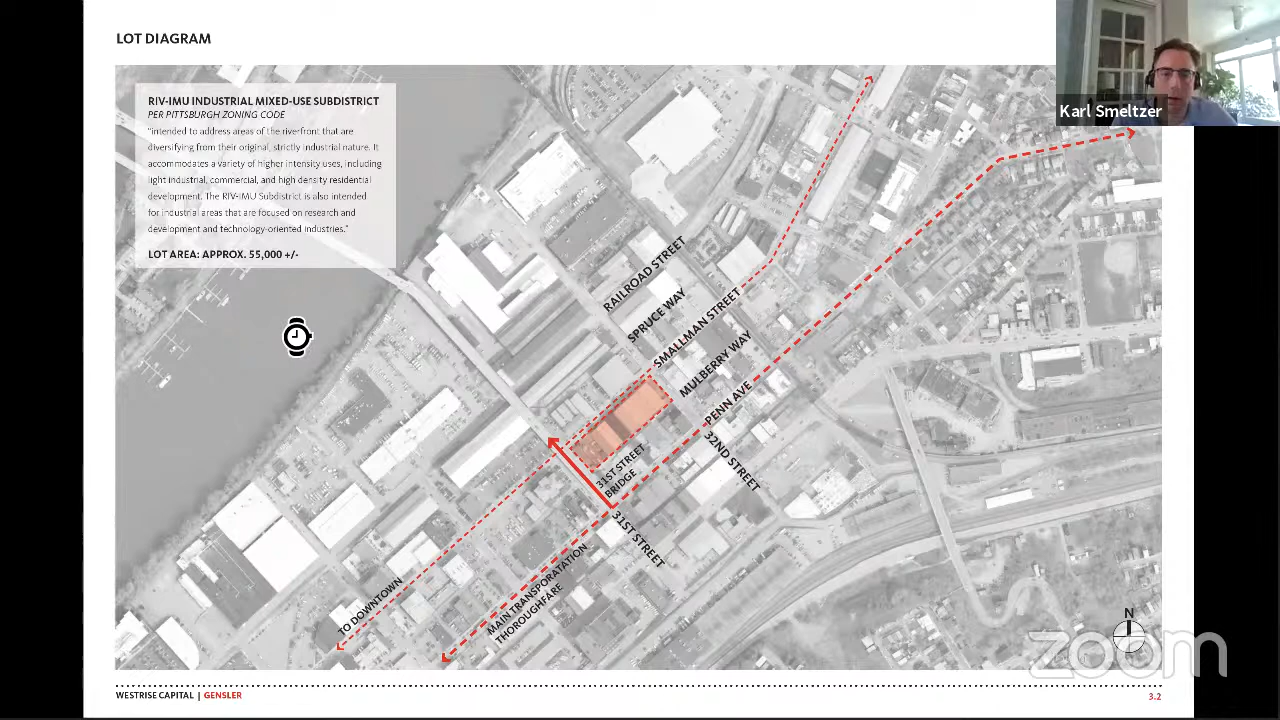 LOT DIAGRAM
RIV-IMU INDUSTRIAL MIXED-USE SUBDISTRICT
PER PITTSBURGH ZONING CODE
"intended to address areas of the riverfront that are
diversifying from their original, strictly industrial nature. It
accommodates a variety of higher intensity uses, including
light industrial, commercial, and high density residential
development. The RIV-IMU Subdistrict is also intended
for industrial areas that are focused on research and
development and technology-oriented industries."
LOT AREA: APPROX. 55,000 +/-
Karl Smeltzer
RAILROAD STREET
SPRUCE WAY
SMALLMAN STREET
MULBERRY WAY
PENN AVE
32ND STREET
31ST STREET
BRIDGE
31ST STREET
TO DOWNTOWN
MAIN TRANSPORATATION
THOROUGHFARE
N
zoom
WESTRISE CAPITAL | GENSLER
3.2